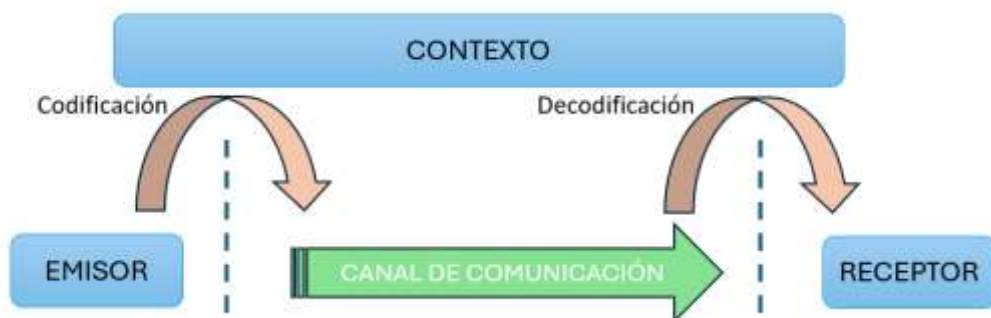 CONTEXTO
Codificación
Decodificación
EMISOR
CANAL DE COMUNICACIÓN
RECEPTOR